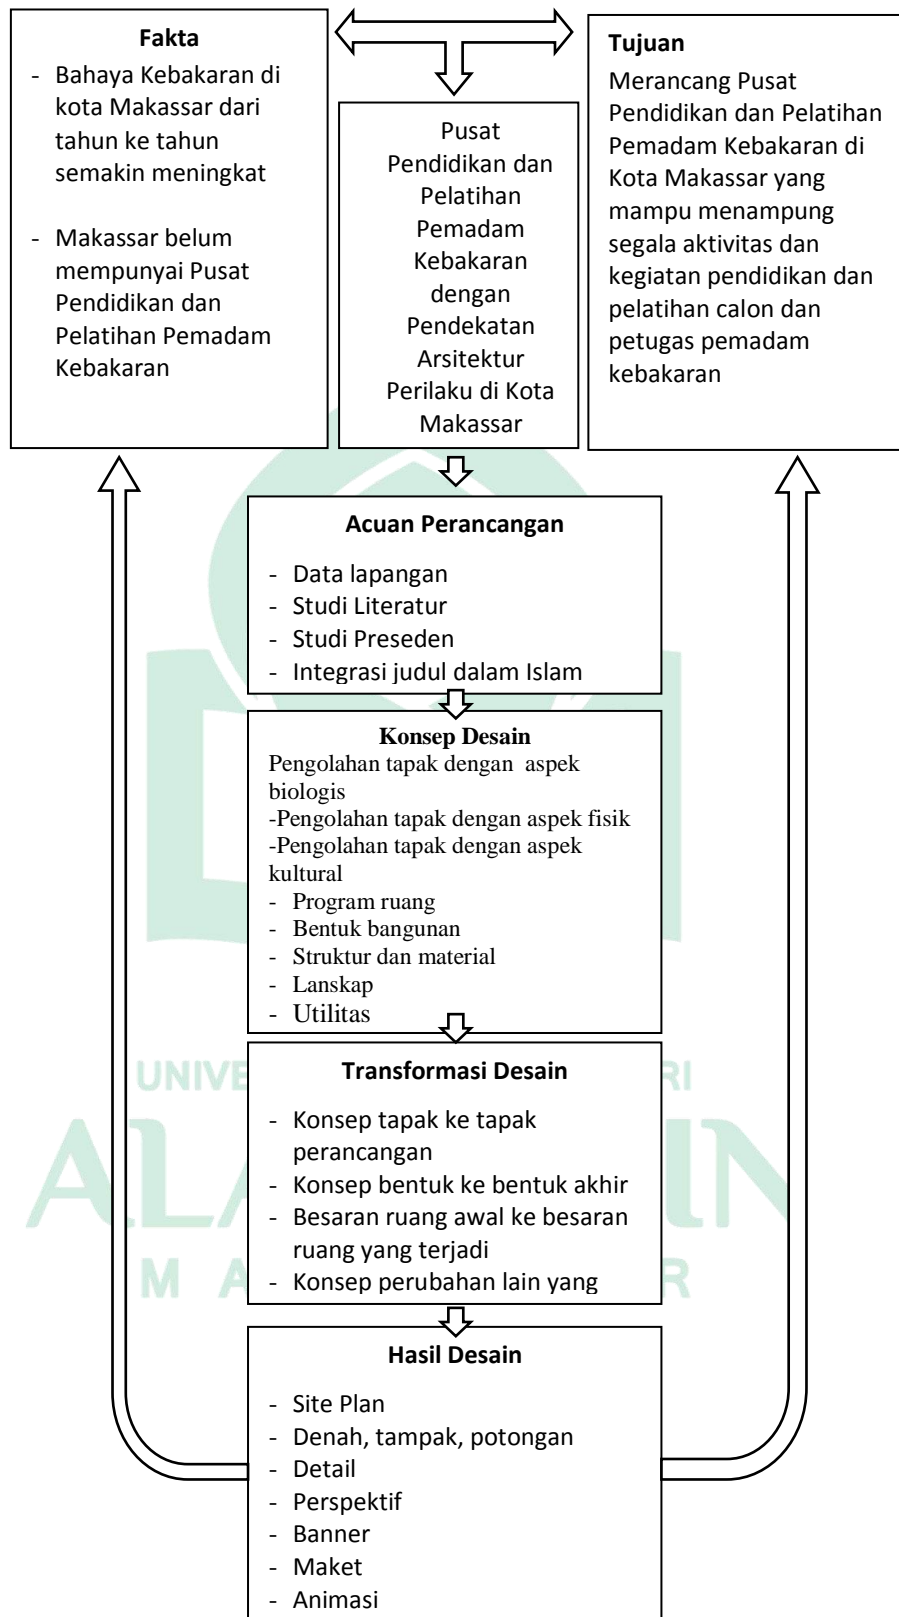 Fakta
- Bahaya Kebakaran di
kota Makassar dari
tahun ke tahun
semakin meningkat
- Makassar belum
mempunyai Pusat
Pendidikan dan
Pelatihan Pemadam
Kebakaran
Pusat
Pendidikan dan
Pelatihan
Pemadam
Kebakaran
dengan
Pendekatan
Arsitektur
Perilaku di Kota
Makassar
Tujuan
Merancang Pusat
Pendidikan dan Pelatihan
Pemadam Kebakaran di
Kota Makassar yang
mampu menampung
segala aktivitas dan
kegiatan pendidikan dan
pelatihan calon dan
petugas pemadam
kebakaran
Acuan Perancangan
- Data lapangan
- Studi Literatur
- Studi Preseden
- Integrasi judul dalam Islam
Konsep Desain
Pengolahan tapak dengan aspek
biologis
-Pengolahan tapak dengan aspek fisik
-Pengolahan tapak dengan aspek
kultural
- Program ruang
- Bentuk bangunan
- Struktur dan material
- Lanskap
- Utilitas
Transformasi Desain
- Konsep tapak ke tapak
perancangan
- Konsep bentuk ke bentuk akhir
- Besaran ruang awal ke besaran
ruang yang terjadi
- Konsep perubahan lain yang
Hasil Desain
- Site Plan
- Denah, tampak, potongan
- Detail
- Perspektif
- Banner
- Maket
- Animasi